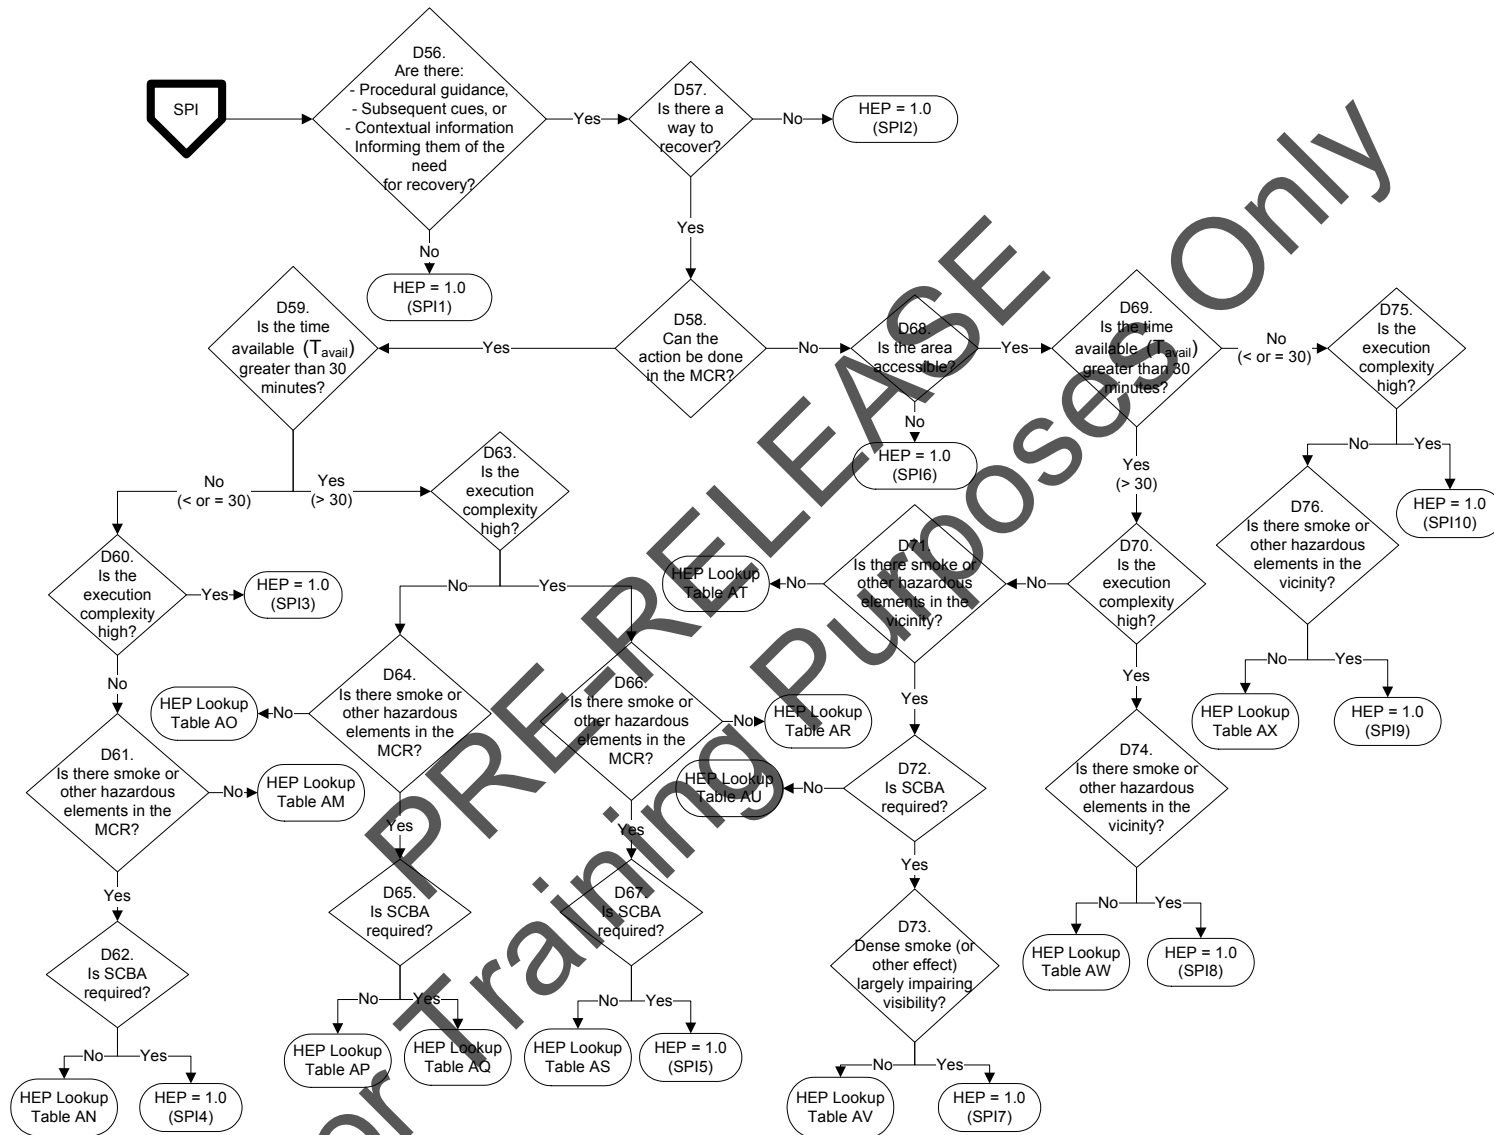 SPI
D56.
Are there:
- Procedural guidance,
- Subsequent cues, or
- Contextual information
Informing them of the
need
for recovery?
Yes
No
HEP = 1.0
(SPI1)
D57.
Is there a
way to
recover?
No
HEP = 1.0
(SPI2)
Yes
D58.
Can the
action be done
in the MCR?
Yes
No
D59.
Is the time
available (Tavail)
greater than 30
minutes?
No
(< or = 30)
Yes
(> 30)
D60.
Is the
execution
complexity
high?
Yes
HEP = 1.0
(SPI3)
No
D61.
Is there smoke or
other hazardous
elements in the
MCR?
No
HEP Lookup
Table AM
Yes
D62.
Is SCBA
required?
No
Yes
HEP Lookup
Table AN
HEP = 1.0
(SPI4)
D63.
Is the
execution
complexity
high?
No
Yes
D64.
Is there smoke or
other hazardous
elements in the
MCR?
No
HEP Lookup
Table AO
Yes
D65.
Is SCBA
required?
No
Yes
HEP Lookup
Table AP
HEP Lookup
Table AQ
D66.
Is there smoke or
other hazardous
elements in the
MCR?
No
HEP Lookup
Table AR
Yes
D67.
Is SCBA
required?
No
Yes
HEP Lookup
Table AS
HEP = 1.0
(SPI5)
D68.
Is the area
accessible?
Yes
No
HEP = 1.0
(SPI6)
D69.
Is the time
available (Tavail)
greater than 30
minutes?
No
(< or = 30)
Yes
(> 30)
D70.
Is the
execution
complexity
high?
No
Yes
D71.
Is there smoke or
other hazardous
elements in the
vicinity?
No
HEP Lookup
Table AT
Yes
D72.
Is SCBA
required?
No
HEP Lookup
Table AU
Yes
D73.
Dense smoke (or
other effect)
largely impairing
visibility?
No
Yes
HEP Lookup
Table AV
HEP = 1.0
(SPI7)
D74.
Is there smoke or
other hazardous
elements in the
vicinity?
No
Yes
HEP Lookup
Table AW
HEP = 1.0
(SPI8)
D75.
Is the
execution
complexity
high?
No
Yes
HEP = 1.0
(SPI10)
D76.
Is there smoke or
other hazardous
elements in the
vicinity?
No
Yes
HEP Lookup
Table AX
HEP = 1.0
(SPI9)
PRE-RELEASE
or Training Purposes Only